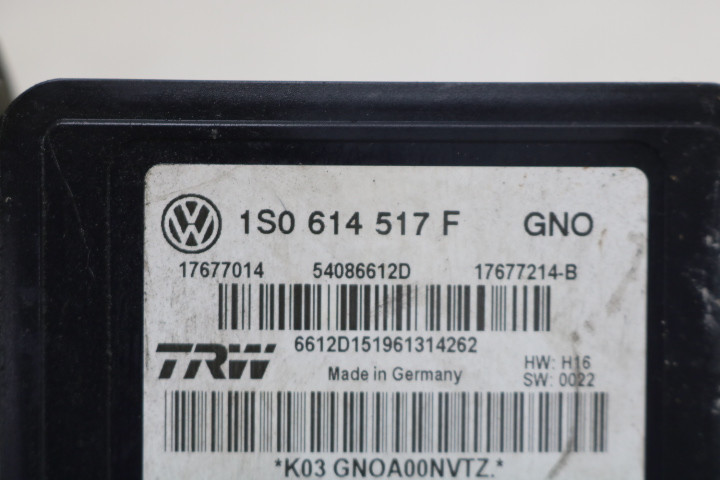 1S0 614 517 F GNO
17677014 54086612D 17677214-B
6612D151961314262
TRW Made in Germany HW: H16
SW: 0022
*K03 GNOA00NVTZ.*